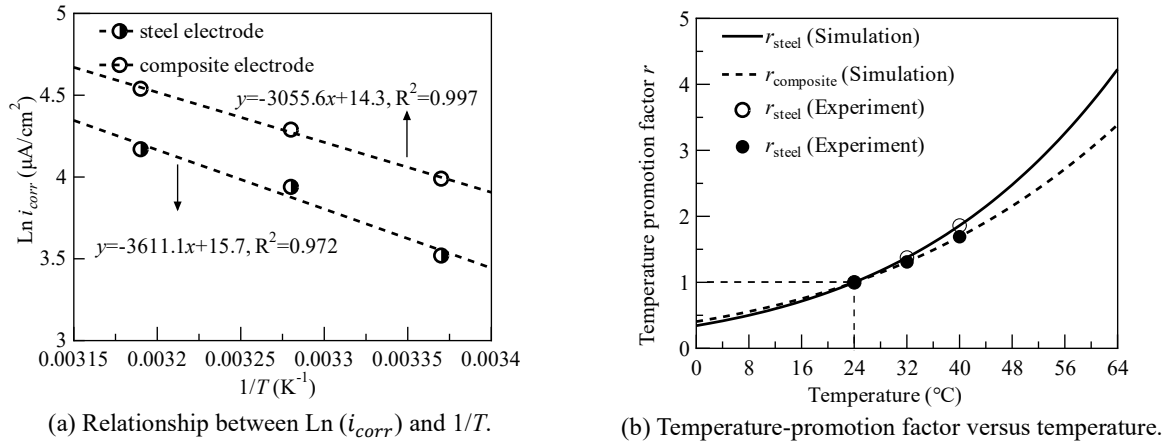 5
4.5
4
3.5
3
Ln i_corr (μA/cm²)
steel electrode
composite electrode
y=-3055.6x+14.3, R²=0.997
y=-3611.1x+15.7, R²=0.972
0.00315 0.0032 0.00325 0.0033 0.00335 0.0034
1/T (K⁻¹)
(a) Relationship between Ln (i_corr) and 1/T.
5
4
3
2
1
0
Temperature promotion factor r
r_steel (Simulation)
r_composite (Simulation)
r_steel (Experiment)
r_steel (Experiment)
0 8 16 24 32 40 48 56 64
Temperature (℃)
(b) Temperature-promotion factor versus temperature.